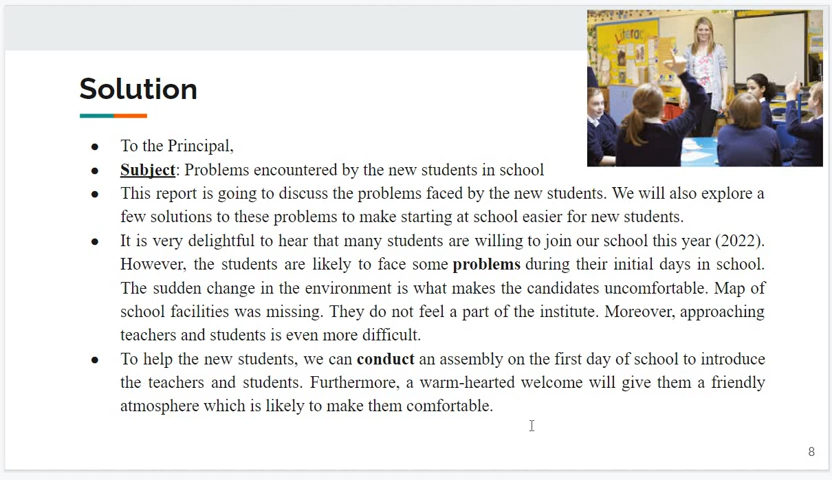 Literac
Solution
● To the Principal,
● Subject: Problems encountered by the new students in school
● This report is going to discuss the problems faced by the new students. We will also explore a
few solutions to these problems to make starting at school easier for new students.
● It is very delightful to hear that many students are willing to join our school this year (2022).
However, the students are likely to face some problems during their initial days in school.
The sudden change in the environment is what makes the candidates uncomfortable. Map of
school facilities was missing. They do not feel a part of the institute. Moreover, approaching
teachers and students is even more difficult.
● To help the new students, we can conduct an assembly on the first day of school to introduce
the teachers and students. Furthermore, a warm-hearted welcome will give them a friendly
atmosphere which is likely to make them comfortable.
8